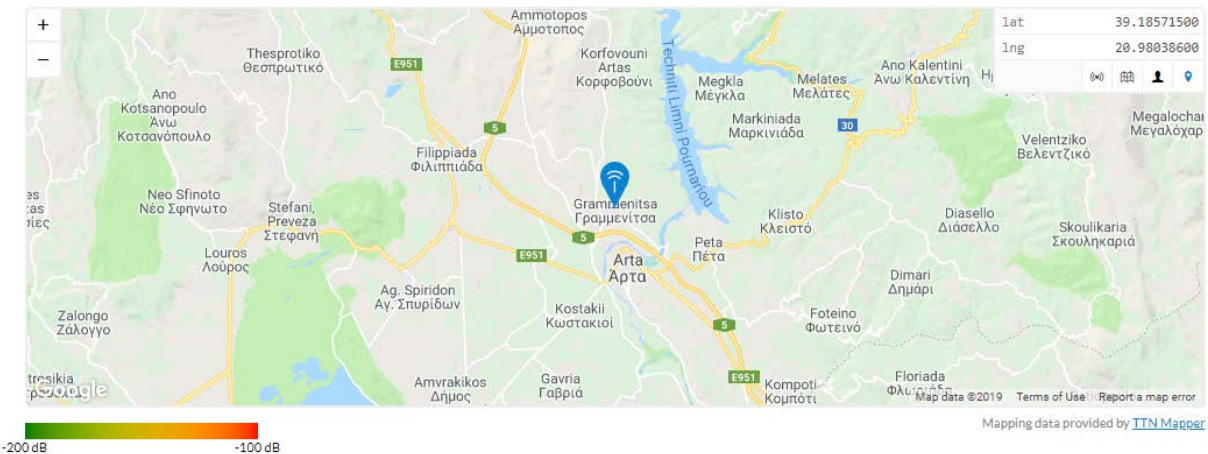 +
−
lat 39.18571500
lng 20.98038600
Ammotopos
Αμμοτοπος
Thesprotiko
Θεσπρωτικό
E951
Korfovouni
Artas
Κορφοβούνι
Techniti Limni Pournariou
Megkla
Μέγκλα
Melates
Μελάτες
Ano Kalentini
Άνω Καλεντίνη
Ano
Kotsanopoulo
Άνω
Κοτσανόπουλο
5
Markiniada
Μαρκινιάδα
30
Megalochar
Μεγαλόχαρ
Velentziko
Βελεντζικό
Filippiada
Φιλιππιάδα
Neo Sfinoto
Νέο Σφηνωτο
Stefani,
Preveza
Στεφανή
Grammenitsa
Γραμμενίτσα
5
Klisto
Κλειστό
Diasello
Διάσελλο
Skoulikaria
Σκουληκαριά
Louros
Λούρος
E951
Arta
Άρτα
Peta
Πέτα
Dimari
Δημάρι
Ag. Spiridon
Αγ. Σπυρίδων
Zalongo
Ζάλογγο
Kostakii
Κωστακιοί
5
Foteino
Φωτεινό
Google
Amvrakikos
Δήμος
Gavria
Γαβριά
E951
Kompoti
Κομπότι
Floriada
Map data ©2019 Terms of Use Report a map error
Mapping data provided by TTN Mapper
-200 dB -100 dB